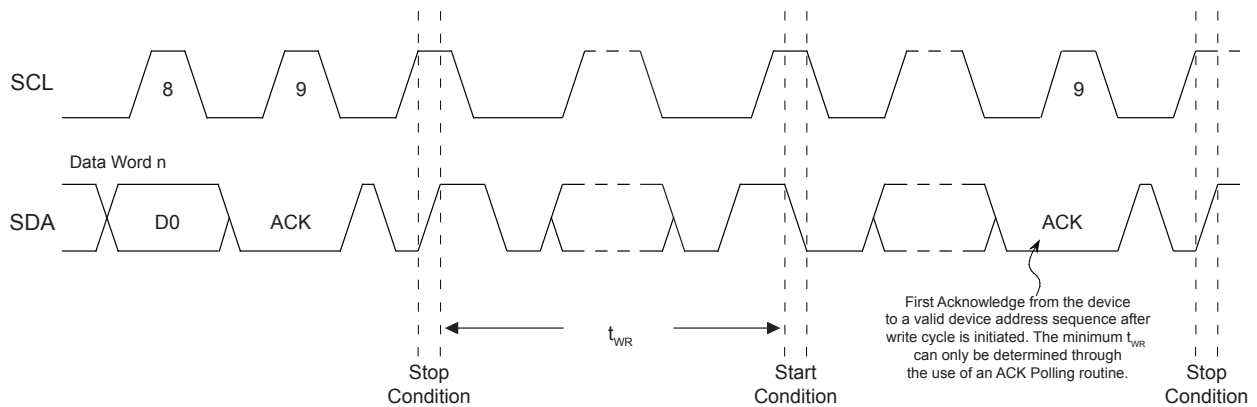 SCL
8
9
9
Data Word n
SDA
D0
ACK
ACK
First Acknowledge from the device
to a valid device address sequence after
write cycle is initiated. The minimum tWR
can only be determined through
the use of an ACK Polling routine.
tWR
Stop
Condition
Start
Condition
Stop
Condition